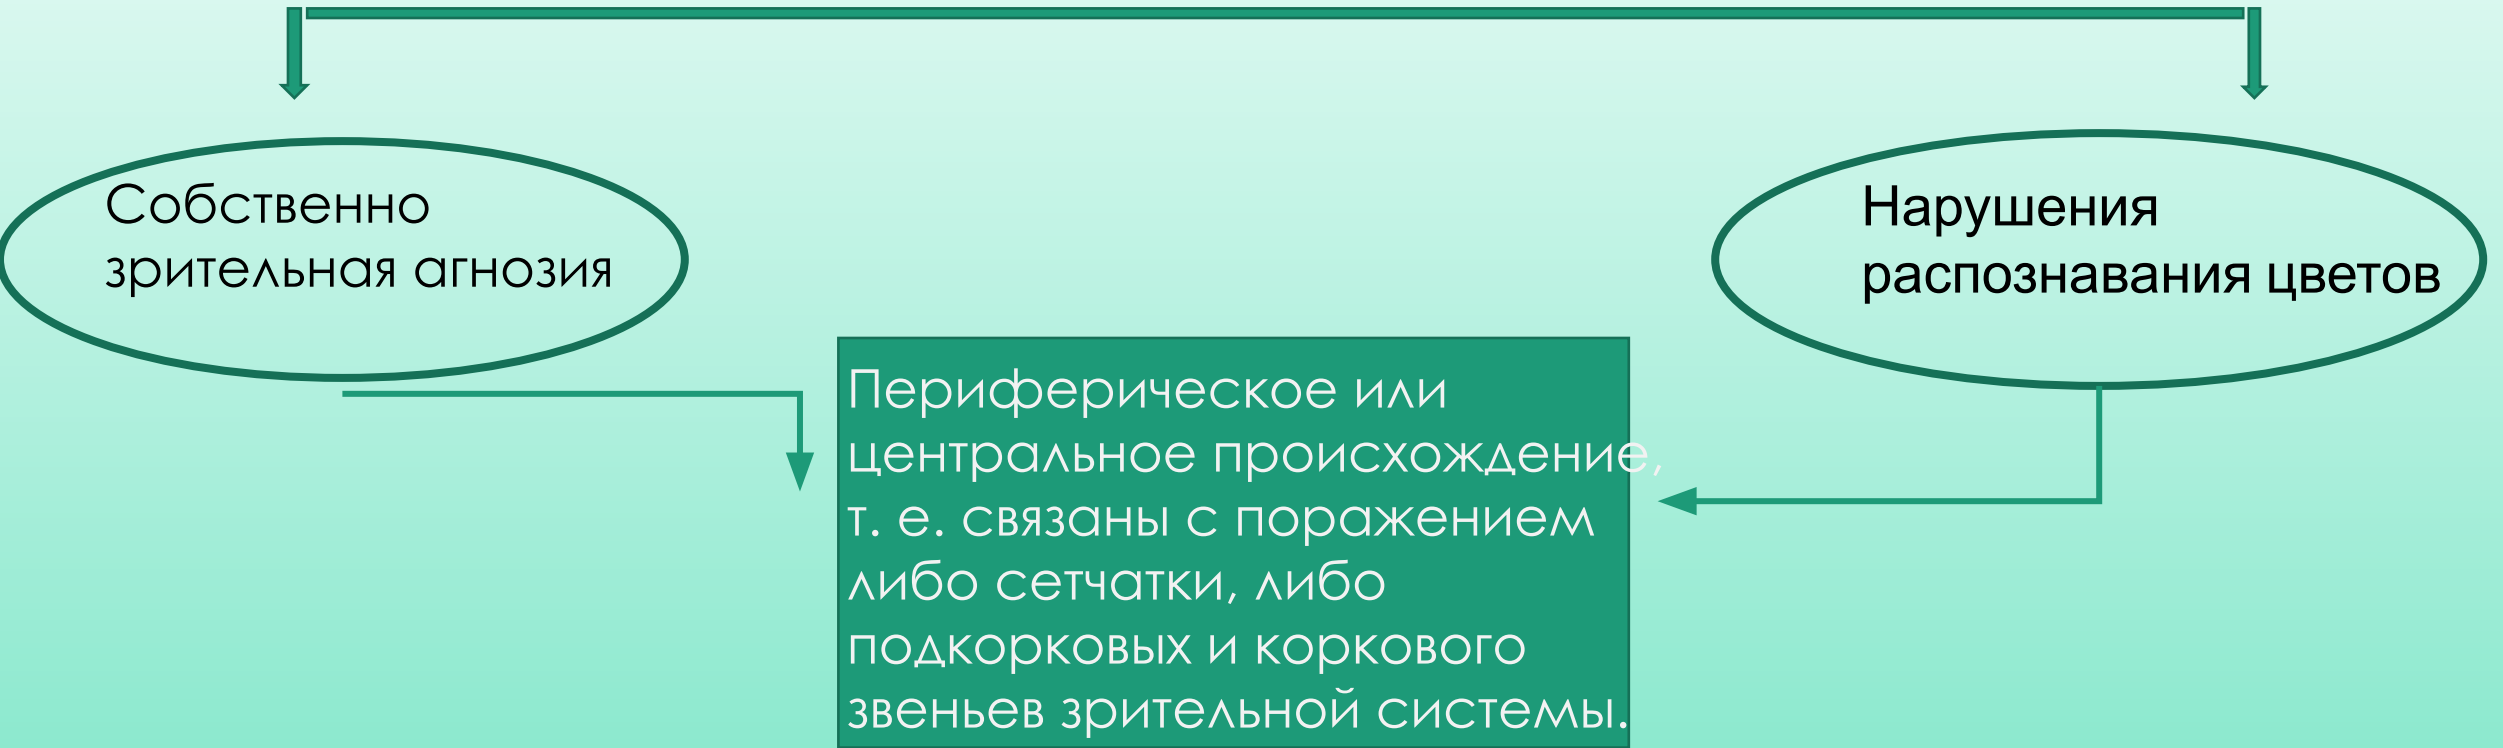 Собственно
зрительная агнозия
Нарушения
распознавания цветов
Периферическое или
центральное происхождение,
т. е. связаны с поражением
либо сетчатки, либо
подкорковых и коркового
звеньев зрительной системы.